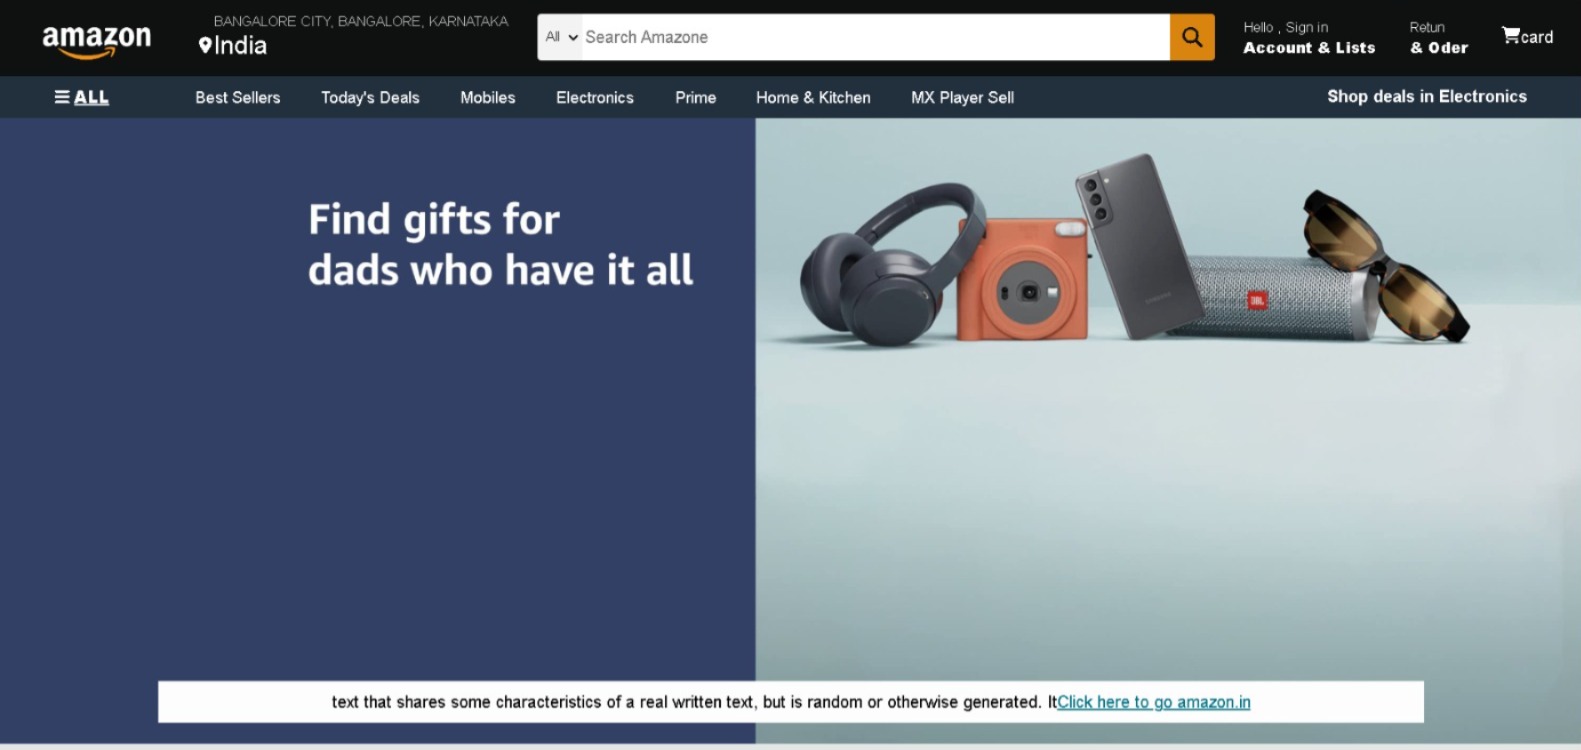 amazon
BANGALORE CITY, BANGALORE, KARNATAKA
India
All
Search Amazone
Hello , Sign in
Account & Lists
Retun
& Oder
card
ALL
Best Sellers
Today's Deals
Mobiles
Electronics
Prime
Home & Kitchen
MX Player Sell
Shop deals in Electronics
Find gifts for
dads who have it all
JBL
text that shares some characteristics of a real written text, but is random or otherwise generated. ItClick here to go amazon.in